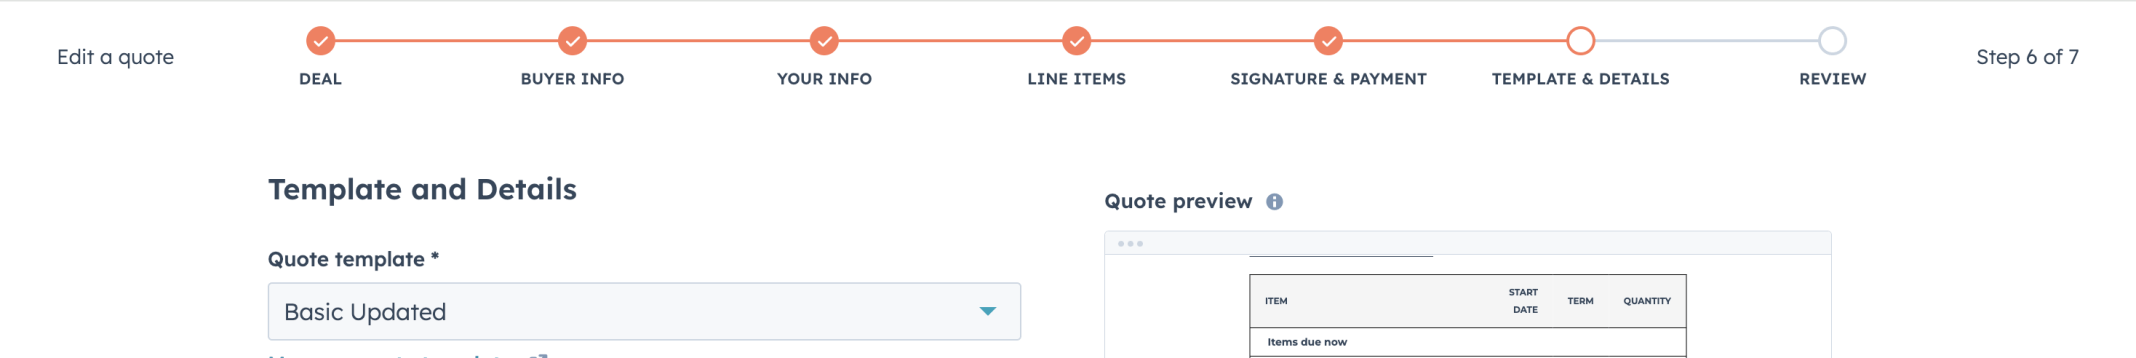 Edit a quote
DEAL
BUYER INFO
YOUR INFO
LINE ITEMS
SIGNATURE & PAYMENT
TEMPLATE & DETAILS
REVIEW
Step 6 of 7
Template and Details
Quote template *
Basic Updated
Quote preview
ITEM
START
DATE
TERM
QUANTITY
Items due now